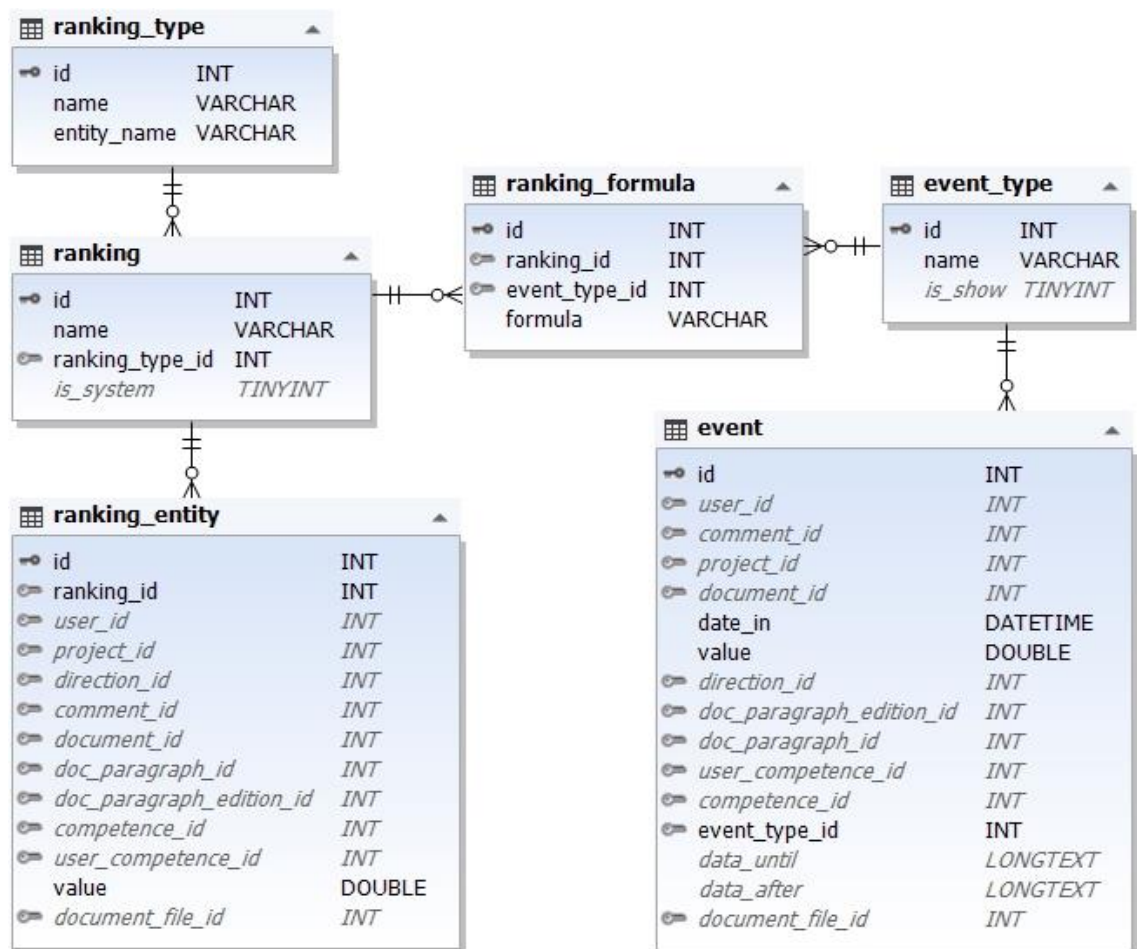 ranking_type
id INT
name VARCHAR
entity_name VARCHAR
ranking
id INT
name VARCHAR
ranking_type_id INT
is_system TINYINT
ranking_formula
id INT
ranking_id INT
event_type_id INT
formula VARCHAR
event_type
id INT
name VARCHAR
is_show TINYINT
ranking_entity
id INT
ranking_id INT
user_id INT
project_id INT
direction_id INT
comment_id INT
document_id INT
doc_paragraph_id INT
doc_paragraph_edition_id INT
competence_id INT
user_competence_id INT
value DOUBLE
document_file_id INT
event
id INT
user_id INT
comment_id INT
project_id INT
document_id INT
date_in DATETIME
value DOUBLE
direction_id INT
doc_paragraph_edition_id INT
doc_paragraph_id INT
user_competence_id INT
competence_id INT
event_type_id INT
data_until LONGTEXT
data_after LONGTEXT
document_file_id INT